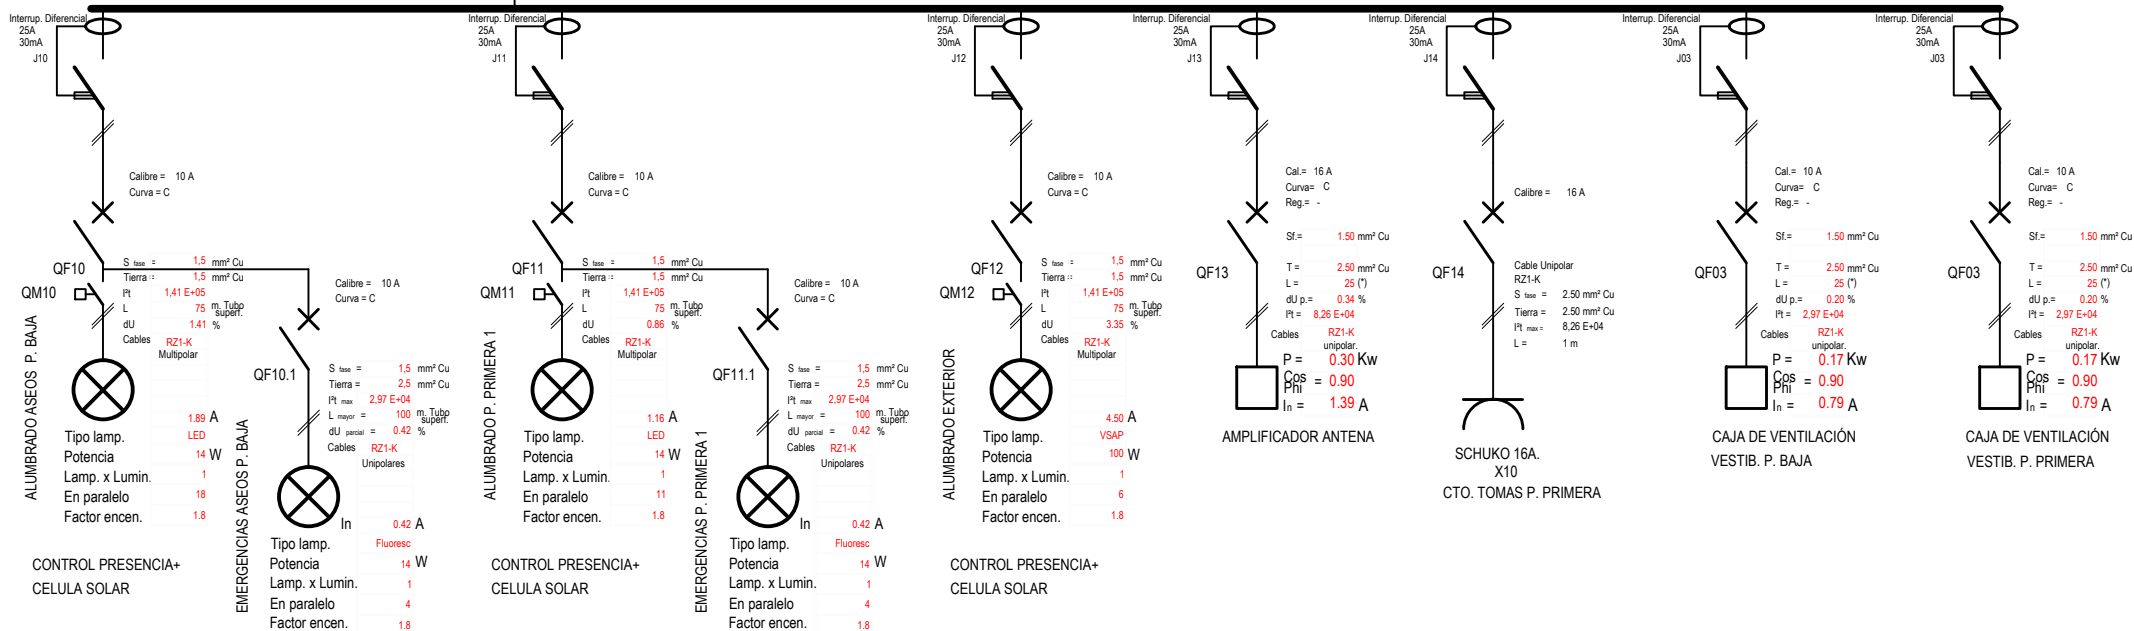 Interrup. Diferencial
25A
30mA
J10
Calibre = 10 A
Curva = C
QF10
QM10
S fase = 1,5 mm² Cu
Tierra = 1,5 mm² Cu
I²t 1,41 E+05
L 75 m. Tubo superf.
dU 1.41 %
Cables RZ1-K
Multipolar
ALUMBRADO ASEOS P. BAJA
1.89 A
Tipo lamp. LED
Potencia 14 W
Lamp. x Lumin. 1
En paralelo 18
Factor encen. 1.8
CONTROL PRESENCIA+
CELULA SOLAR
Calibre = 10 A
Curva = C
QF10.1
S fase = 1,5 mm² Cu
Tierra = 2,5 mm² Cu
I²t max 2,97 E+04
L mayor = 100 m. Tubo superf.
dU parcial = 0.42 %
Cables RZ1-K
Unipolares
EMERGENCIAS ASEOS P. BAJA
In 0.42 A
Tipo lamp. Fluoresc
Potencia 14 W
Lamp. x Lumin. 1
En paralelo 4
Factor encen. 1.8
Interrup. Diferencial
25A
30mA
J11
Calibre = 10 A
Curva = C
QF11
QM11
S fase = 1,5 mm² Cu
Tierra = 1,5 mm² Cu
I²t 1,41 E+05
L 75 m. Tubo superf.
dU 0.86 %
Cables RZ1-K
Multipolar
ALUMBRADO P. PRIMERA 1
1.16 A
Tipo lamp. LED
Potencia 14 W
Lamp. x Lumin. 1
En paralelo 11
Factor encen. 1.8
CONTROL PRESENCIA+
CELULA SOLAR
Calibre = 10 A
Curva = C
QF11.1
S fase = 1,5 mm² Cu
Tierra = 2,5 mm² Cu
I²t max 2,97 E+04
L mayor = 100 m. Tubo superf.
dU parcial = 0.42 %
Cables RZ1-K
Unipolares
EMERGENCIAS P. PRIMERA 1
In 0.42 A
Tipo lamp. Fluoresc
Potencia 14 W
Lamp. x Lumin. 1
En paralelo 4
Factor encen. 1.8
Interrup. Diferencial
25A
30mA
J12
Calibre = 10 A
Curva = C
QF12
QM12
S fase = 1,5 mm² Cu
Tierra = 1,5 mm² Cu
I²t 1,41 E+05
L 75 m. Tubo superf.
dU 3.35 %
Cables RZ1-K
Multipolar
ALUMBRADO EXTERIOR
4.50 A
Tipo lamp. VSAP
Potencia 100 W
Lamp. x Lumin. 1
En paralelo 6
Factor encen. 1.8
CONTROL PRESENCIA+
CELULA SOLAR
Interrup. Diferencial
25A
30mA
J13
Cal.= 16 A
Curva= C
Reg.= -
QF13
Sf.= 1.50 mm² Cu
T = 2.50 mm² Cu
L = 25 (*)
dU p.= 0.34 %
I²t = 8,26 E+04
Cables RZ1-K
unipolar.
P = 0.30 Kw
Cos Phi = 0.90
In = 1.39 A
AMPLIFICADOR ANTENA
Interrup. Diferencial
25A
30mA
J14
Calibre = 16 A
QF14
Cable Unipolar
RZ1-K
S fase = 2.50 mm² Cu
Tierra = 2.50 mm² Cu
I²t max = 8,26 E+04
L = 1 m
SCHUKO 16A.
X10
CTO. TOMAS P. PRIMERA
Interrup. Diferencial
25A
30mA
J03
Cal.= 10 A
Curva= C
Reg.= -
QF03
Sf.= 1.50 mm² Cu
T = 2.50 mm² Cu
L = 25 (*)
dU p.= 0.20 %
I²t = 2,97 E+04
Cables RZ1-K
unipolar.
P = 0.17 Kw
Cos Phi = 0.90
In = 0.79 A
CAJA DE VENTILACIÓN
VESTIB. P. BAJA
Interrup. Diferencial
25A
30mA
J03
Cal.= 10 A
Curva= C
Reg.= -
QF03
Sf.= 1.50 mm² Cu
T = 2.50 mm² Cu
L = 25 (*)
dU p.= 0.20 %
I²t = 2,97 E+04
Cables RZ1-K
unipolar.
P = 0.17 Kw
Cos Phi = 0.90
In = 0.79 A
CAJA DE VENTILACIÓN
VESTIB. P. PRIMERA